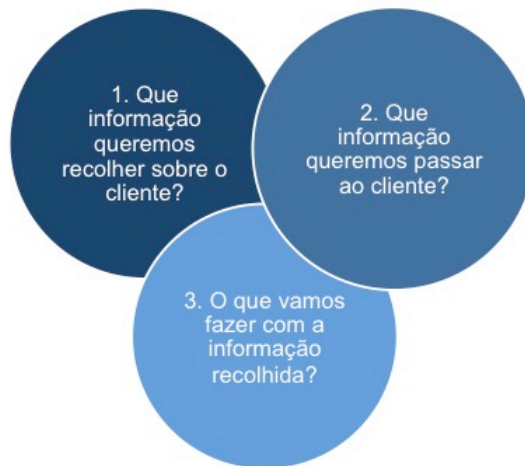 1. Que
informação
queremos
recolher sobre o
cliente?
2. Que
informação
queremos passar
ao cliente?
3. O que vamos
fazer com a
informação
recolhida?